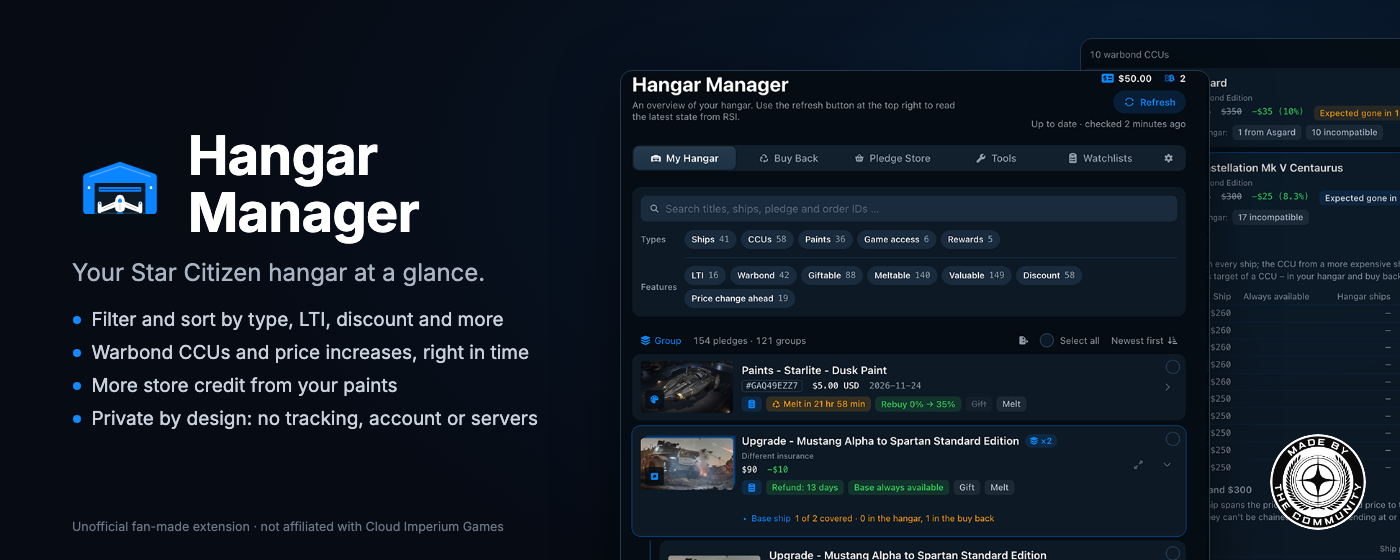 Hangar
Manager
Your Star Citizen hangar at a glance.
Filter and sort by type, LTI, discount and more
Warbond CCUs and price increases, right in time
More store credit from your paints
Private by design: no tracking, account or servers
Unofficial fan-made extension · not affiliated with Cloud Imperium Games
Hangar Manager
$50.00 2
An overview of your hangar. Use the refresh button at the top right to read
the latest state from RSI.
Refresh
Up to date · checked 2 minutes ago
My Hangar Buy Back Pledge Store Tools Watchlists
Search titles, ships, pledge and order IDs ...
Types Ships 41 CCUs 58 Paints 36 Game access 6 Rewards 5
Features LTI 16 Warbond 42 Giftable 88 Meltable 140 Valuable 149 Discount 58
Price change ahead 19
Group 154 pledges · 121 groups Select all Newest first
Paints - Starlite - Dusk Paint
#GAQ49EZZ7 $5.00 USD 2026-11-24
Melt in 21 hr 58 min Rebuy 0% → 35% Gift Melt
Upgrade - Mustang Alpha to Spartan Standard Edition ×2
Different insurance
$90 −$10
Refund: 13 days Base always available Gift Melt
Base ship 1 of 2 covered · 0 in the hangar, 1 in the buy back
Upgrade - Mustang Alpha to Spartan Standard Edition
10 warbond CCUs
ard
ond Edition
$350 −$35 (10%) Expected gone in 1
ngar: 1 from Asgard 10 incompatible
stellation Mk V Centaurus
ond Edition
$300 −$25 (8.3%) Expected gone in
ngar: 17 incompatible
every ship; the CCU from a more expensive sh
target of a CCU – in your hangar and buy back
Ship Always available Hangar ships
$260 –
$260 –
$260 –
$260 –
$260 –
$250 –
$250
$250
$250
$250
and $300
ship spans the pric price to
ey can't be chaine ending at or
Ship
MADE BY
THE COMMUNITY